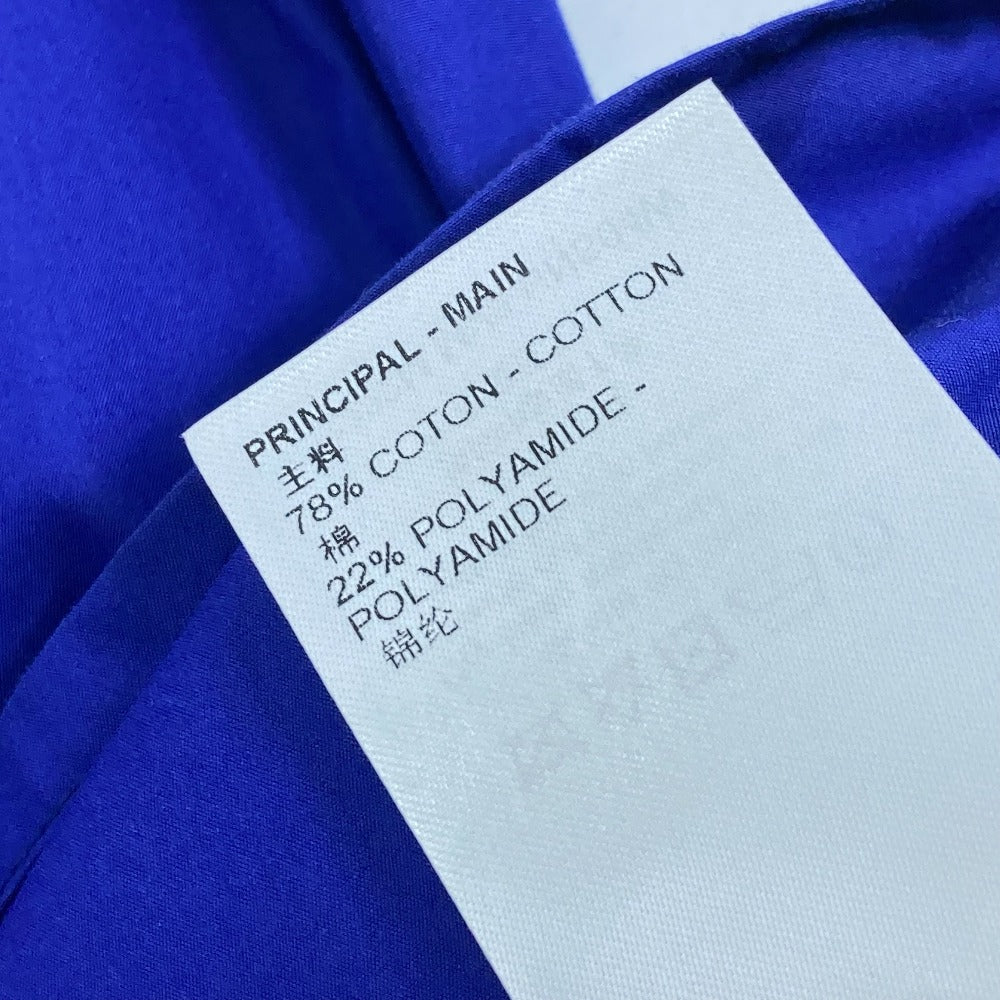 PRINCIPAL - MAIN
主料
78% COTON - COTTON
棉
22% POLYAMIDE -
POLYAMIDE
锦纶